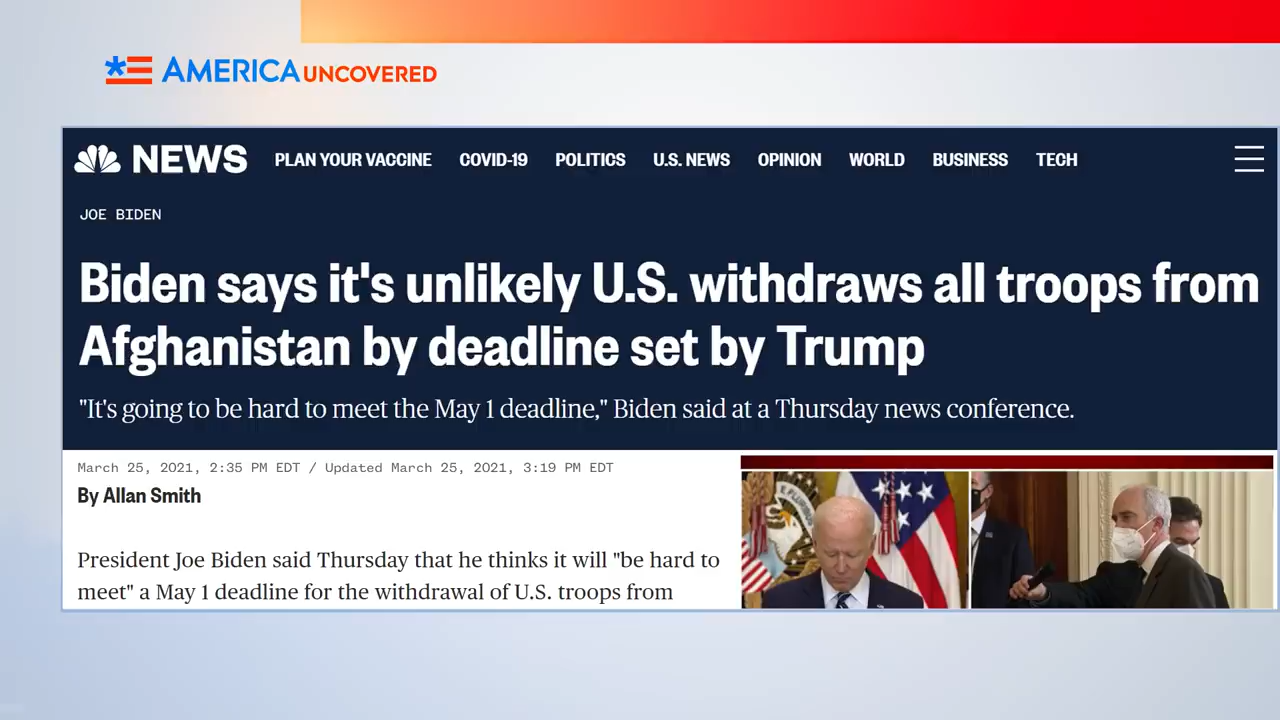 AMERICA UNCOVERED
NEWS PLAN YOUR VACCINE COVID-19 POLITICS U.S. NEWS OPINION WORLD BUSINESS TECH
JOE BIDEN
Biden says it's unlikely U.S. withdraws all troops from
Afghanistan by deadline set by Trump
"It's going to be hard to meet the May 1 deadline," Biden said at a Thursday news conference.
March 25, 2021, 2:35 PM EDT / Updated March 25, 2021, 3:19 PM EDT
By Allan Smith
President Joe Biden said Thursday that he thinks it will "be hard to
meet" a May 1 deadline for the withdrawal of U.S. troops from